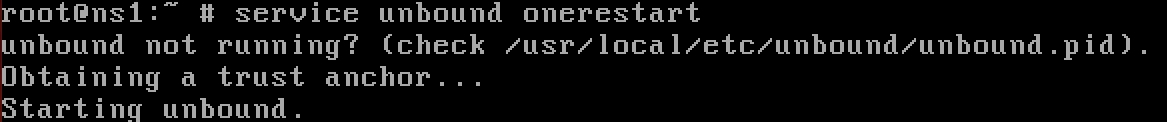 root@ns1:~ # service unbound onerestart
unbound not running? (check /usr/local/etc/unbound/unbound.pid).
Obtaining a trust anchor...
Starting unbound.